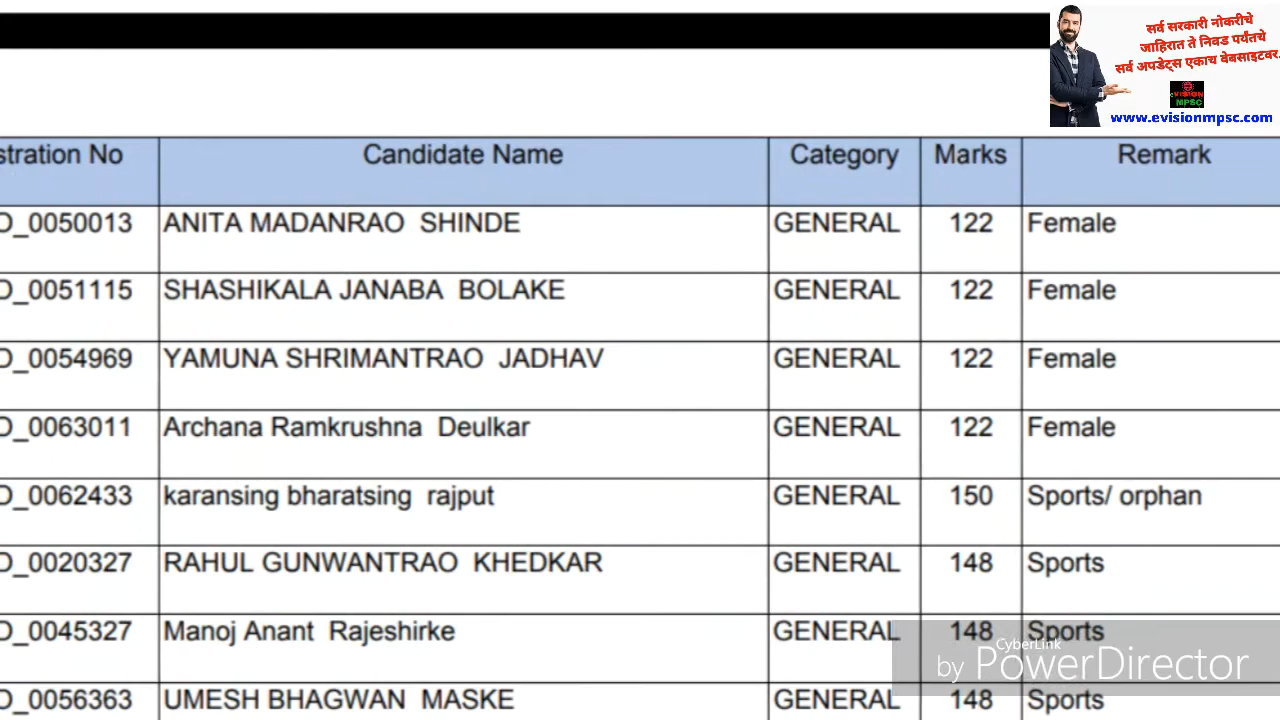 सर्व सरकारी नोकरीचे
जाहिरात ते निवड पर्यंतचे
सर्व अपडेट्स एकाच वेबसाइटवर.
eVISION
MPSC
www.evisionmpsc.com
stration No Candidate Name Category Marks Remark
D_0050013 ANITA MADANRAO SHINDE GENERAL 122 Female
D_0051115 SHASHIKALA JANABA BOLAKE GENERAL 122 Female
D_0054969 YAMUNA SHRIMANTRAO JADHAV GENERAL 122 Female
D_0063011 Archana Ramkrushna Deulkar GENERAL 122 Female
D_0062433 karansing bharatsing rajput GENERAL 150 Sports/ orphan
D_0020327 RAHUL GUNWANTRAO KHEDKAR GENERAL 148 Sports
D_0045327 Manoj Anant Rajeshirke GENERAL 148 Sports
CyberLink
by PowerDirector
D_0056363 UMESH BHAGWAN MASKE GENERAL 148 Sports